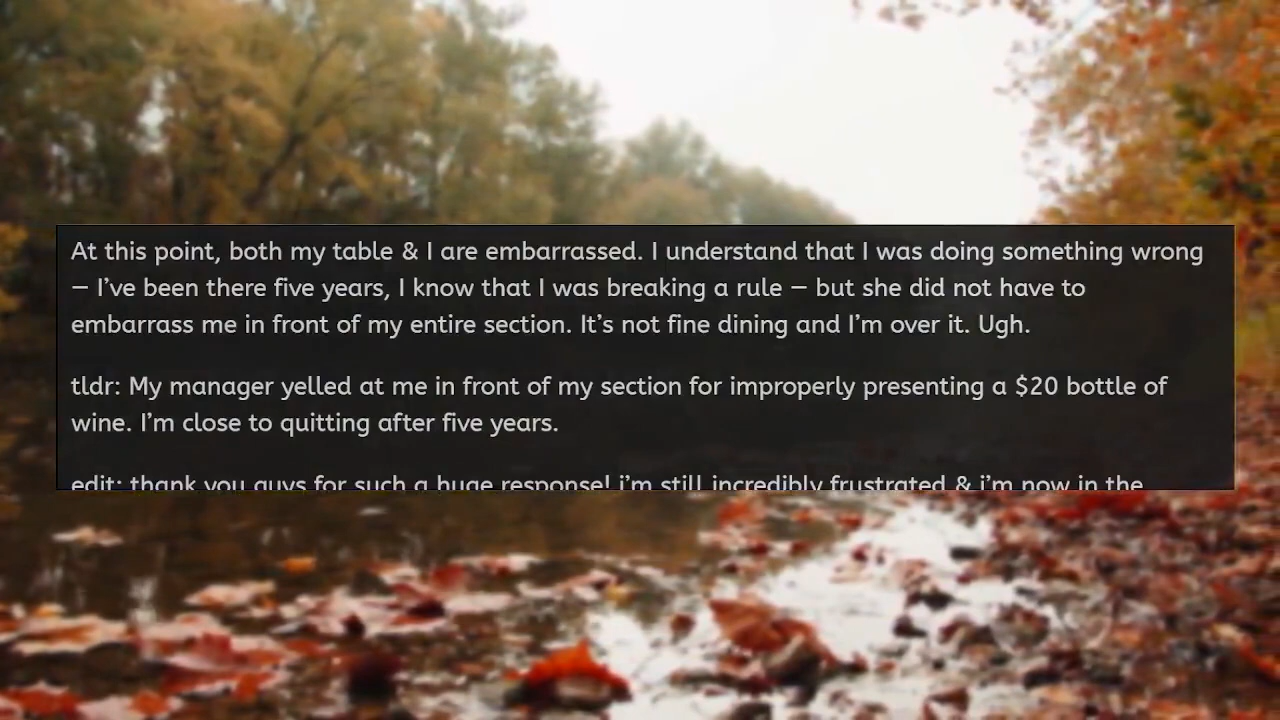 At this point, both my table & I are embarrassed. I understand that I was doing something wrong
– I’ve been there five years, I know that I was breaking a rule – but she did not have to
embarrass me in front of my entire section. It’s not fine dining and I’m over it. Ugh.
tldr: My manager yelled at me in front of my section for improperly presenting a $20 bottle of
wine. I’m close to quitting after five years.
edit: thank you guys for such a huge response! i’m still incredibly frustrated & i’m now in the